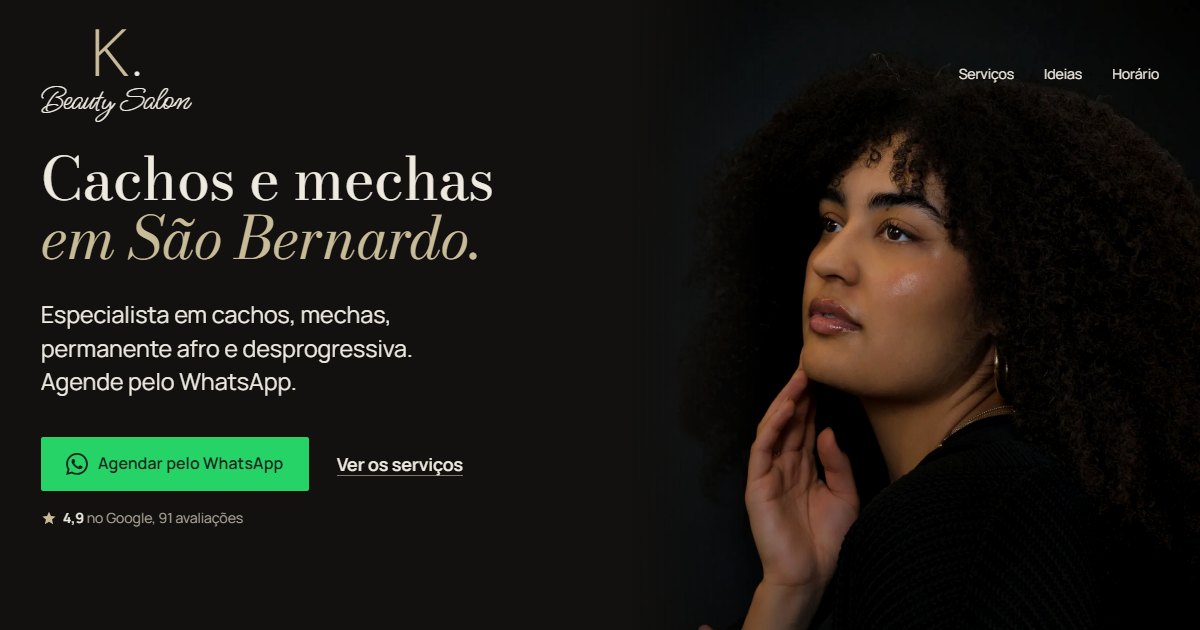 K.
Beauty Salon
Serviços
Ideias
Horário
Cachos e mechas
em São Bernardo.
Especialista em cachos, mechas,
permanente afro e desprogressiva.
Agende pelo WhatsApp.
Agendar pelo WhatsApp
Ver os serviços
4,9 no Google, 91 avaliações